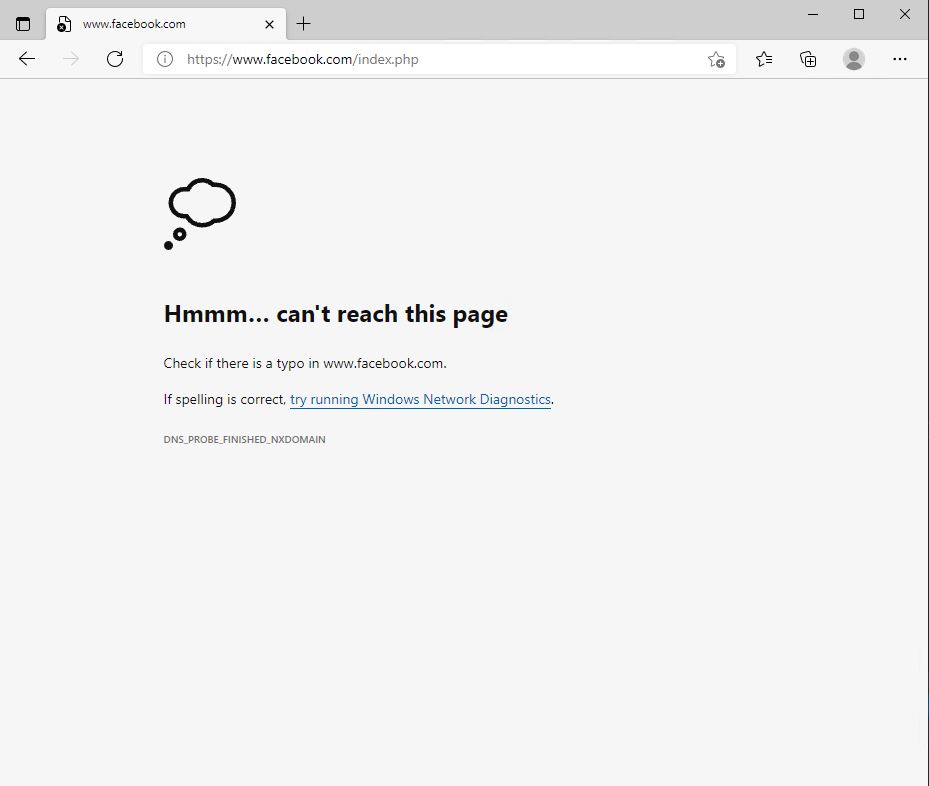 www.facebook.com
https://www.facebook.com/index.php
Hmmm... can't reach this page
Check if there is a typo in www.facebook.com.
If spelling is correct, try running Windows Network Diagnostics.
DNS_PROBE_FINISHED_NXDOMAIN